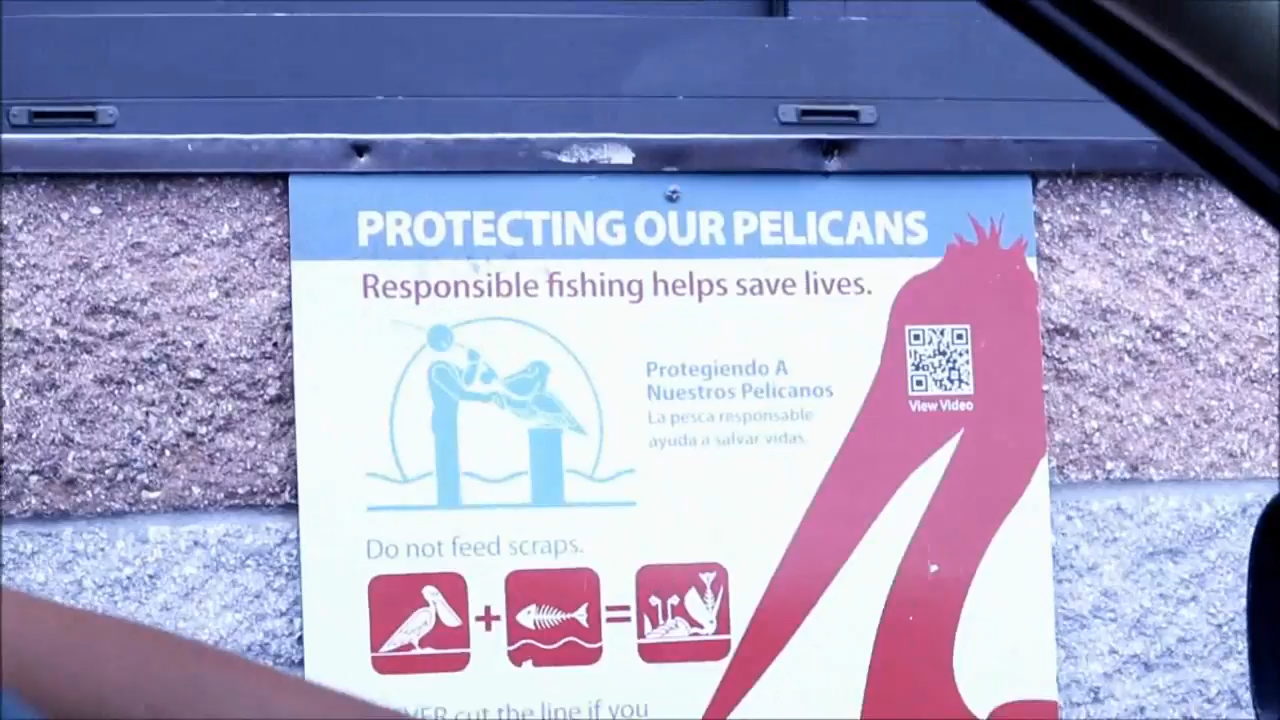 PROTECTING OUR PELICANS
Responsible fishing helps save lives.
Protegiendo A
Nuestros Pelicanos
La pesca responsable
ayuda a salvar vidas.
View Video
Do not feed scraps.
+ =
cut the line if you